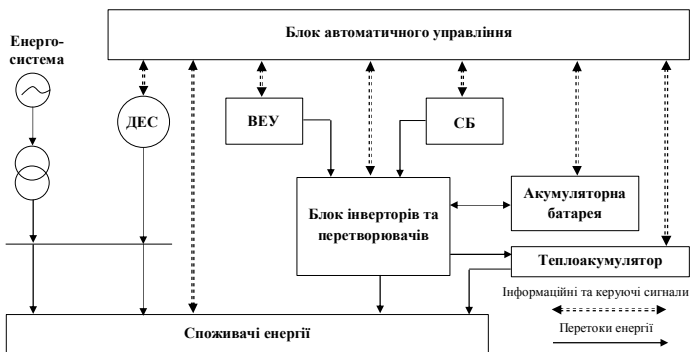 Блок автоматичного управління
Енерго-
система
ДЕС
ВЕУ
СБ
Блок інверторів та
перетворювачів
Акумуляторна
батарея
Теплоакумулятор
Інформаційні та керуючі сигнали
Перетоки енергії
Споживачі енергії